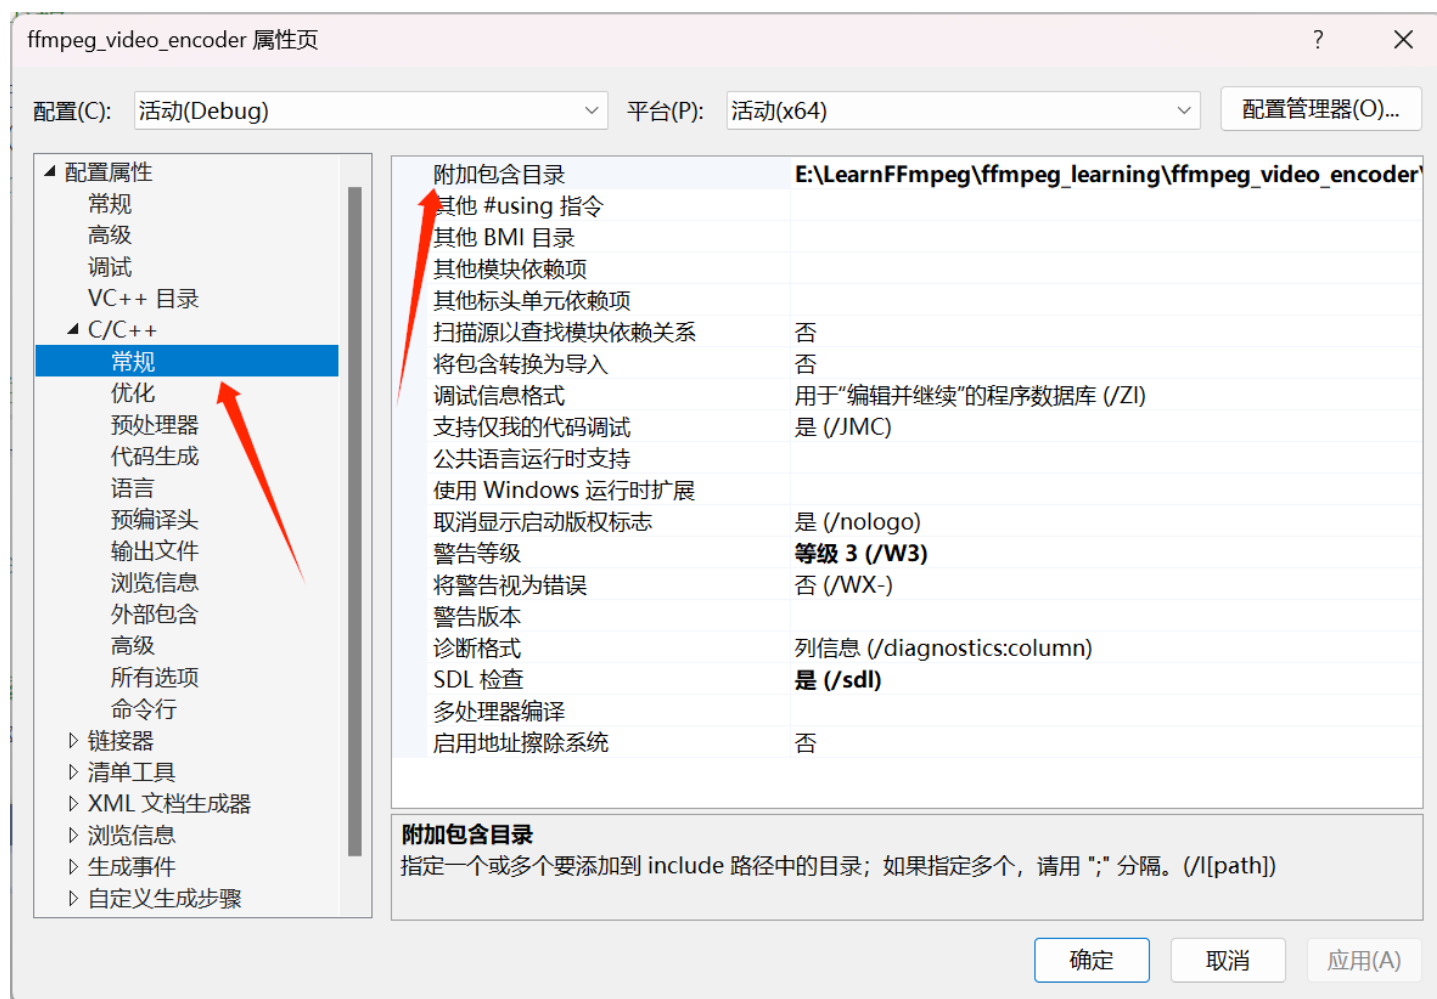 ffmpeg_video_encoder 属性页
配置(C): 活动(Debug) 平台(P): 活动(x64) 配置管理器(O)...
配置属性
常规
高级
调试
VC++ 目录
C/C++
常规
优化
预处理器
代码生成
语言
预编译头
输出文件
浏览信息
外部包含
高级
所有选项
命令行
链接器
清单工具
XML 文档生成器
浏览信息
生成事件
自定义生成步骤
附加包含目录 E:\LearnFFmpeg\ffmpeg_learning\ffmpeg_video_encoder\
其他 #using 指令
其他 BMI 目录
其他模块依赖项
其他标头单元依赖项
扫描源以查找模块依赖关系 否
将包含转换为导入 否
调试信息格式 用于“编辑并继续”的程序数据库 (/ZI)
支持仅我的代码调试 是 (/JMC)
公共语言运行时支持
使用 Windows 运行时扩展
取消显示启动版权标志 是 (/nologo)
警告等级 等级 3 (/W3)
将警告视为错误 否 (/WX-)
警告版本
诊断格式 列信息 (/diagnostics:column)
SDL 检查 是 (/sdl)
多处理器编译
启用地址擦除系统 否
附加包含目录
指定一个或多个要添加到 include 路径中的目录；如果指定多个，请用 ";" 分隔。(/I[path])
确定 取消 应用(A)